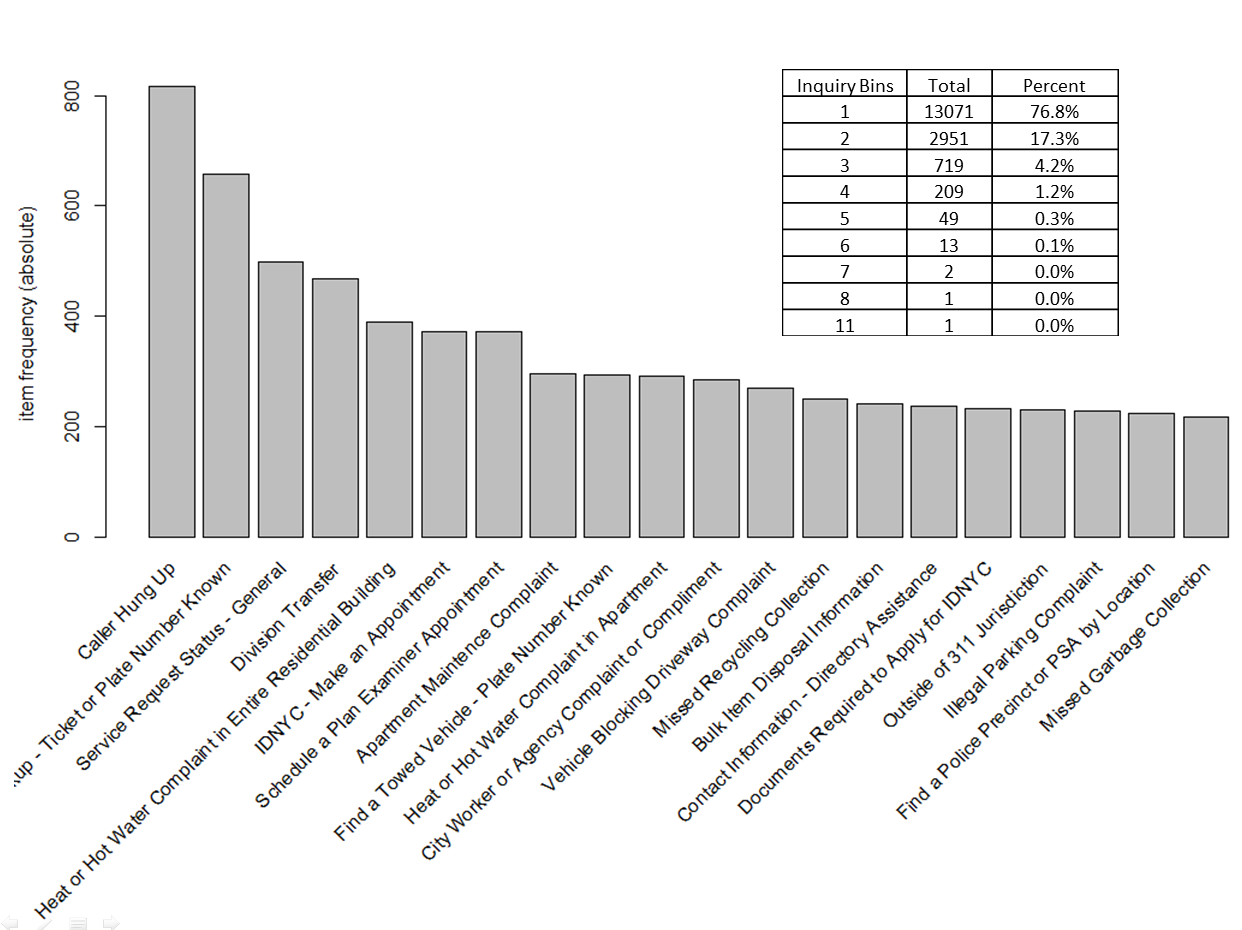 Inquiry Bins Total Percent
1 13071 76.8%
2 2951 17.3%
3 719 4.2%
4 209 1.2%
5 49 0.3%
6 13 0.1%
7 2 0.0%
8 1 0.0%
11 1 0.0%
item frequency (absolute)
800
600
400
200
0
Caller Hung Up
- Ticket or Plate Number Known
Service Request Status - General
Division Transfer
Heat or Hot Water Complaint in Entire Residential Building
IDNYC - Make an Appointment
Schedule a Plan Examiner Appointment
Apartment Maintence Complaint
Find a Towed Vehicle - Plate Number Known
Heat or Hot Water Complaint in Apartment
City Worker or Agency Complaint or Compliment
Vehicle Blocking Driveway Complaint
Missed Recycling Collection
Bulk Item Disposal Information
Contact Information - Directory Assistance
Documents Required to Apply for IDNYC
Outside of 311 Jurisdiction
Illegal Parking Complaint
Find a Police Precinct or PSA by Location
Missed Garbage Collection